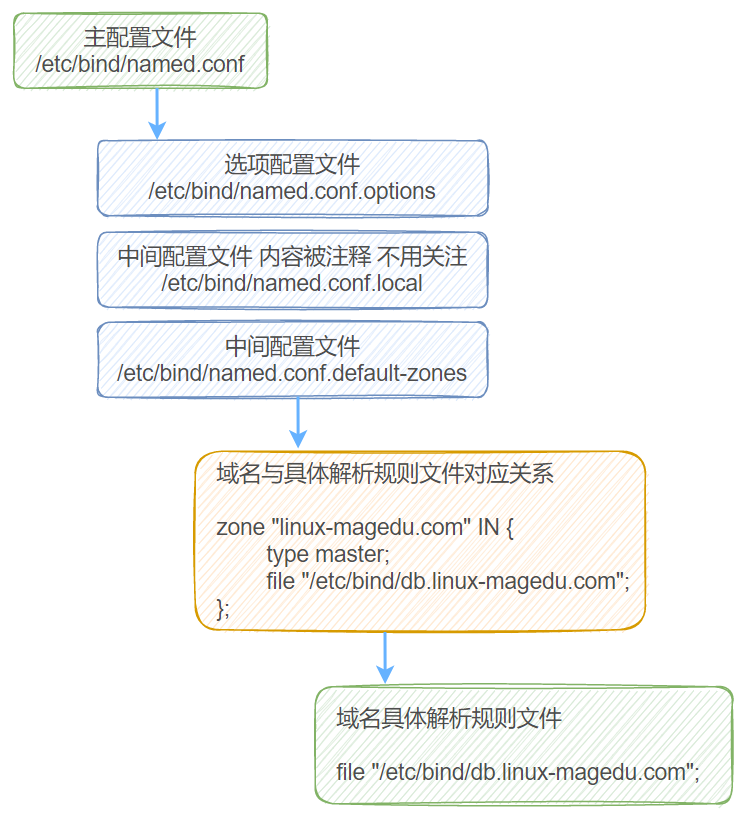 主配置文件
/etc/bind/named.conf
选项配置文件
/etc/bind/named.conf.options
中间配置文件 内容被注释 不用关注
/etc/bind/named.conf.local
中间配置文件
/etc/bind/named.conf.default-zones
域名与具体解析规则文件对应关系
zone "linux-magedu.com" IN {
type master;
file "/etc/bind/db.linux-magedu.com";
};
域名具体解析规则文件
file "/etc/bind/db.linux-magedu.com";